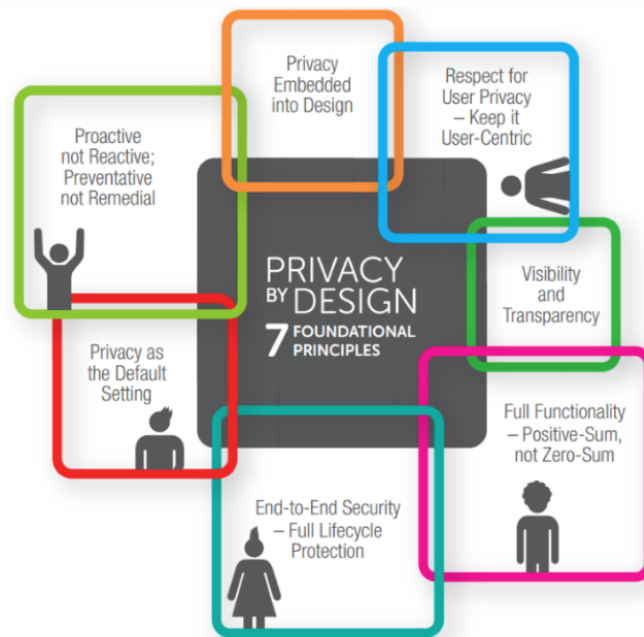 Privacy
Embedded
into Design
Respect for
User Privacy
– Keep it
User-Centric
Proactive
not Reactive;
Preventative
not Remedial
PRIVACY
BY DESIGN
7 FOUNDATIONAL
PRINCIPLES
Visibility
and
Transparency
Privacy as
the Default
Setting
Full Functionality
– Positive-Sum,
not Zero-Sum
End-to-End Security
– Full Lifecycle
Protection